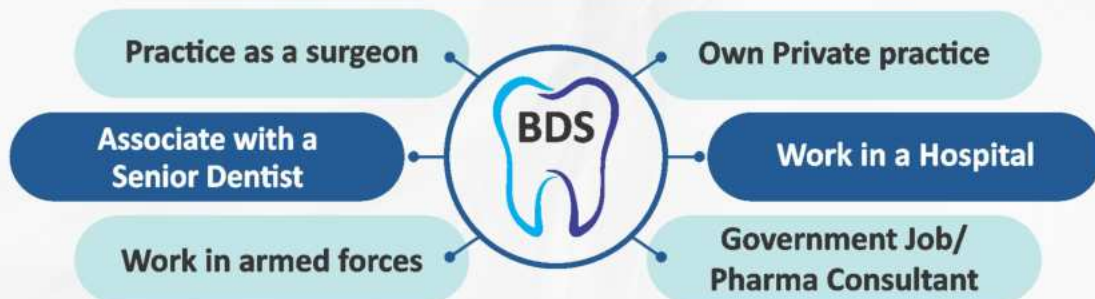 Practice as a surgeon
Own Private practice
BDS
Associate with a
Senior Dentist
Work in a Hospital
Work in armed forces
Government Job/
Pharma Consultant